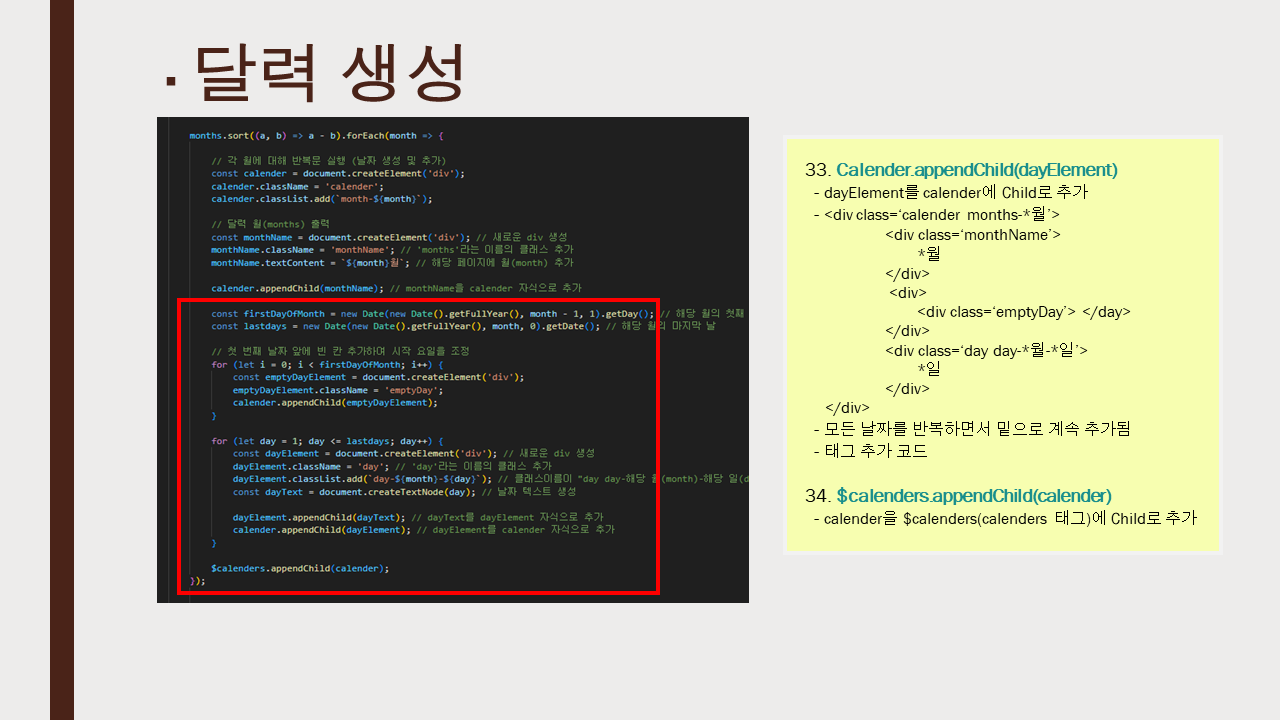 ▪ 달력 생성
months.sort((a, b) => a - b).forEach(month => {
// 각 월에 대해 반복문 실행 (날짜 생성 및 추가)
const calender = document.createElement('div');
calender.className = 'calender';
calender.classList.add(`month-${month}`);
// 달력 월(months) 출력
const monthName = document.createElement('div'); // 새로운 div 생성
monthName.className = 'monthName'; // 'months'라는 이름의 클래스 추가
monthName.textContent = `${month}월`; // 해당 페이지에 월(month) 추가
calender.appendChild(monthName); // monthName을 calender 자식으로 추가
const firstDayOfMonth = new Date(new Date().getFullYear(), month - 1, 1).getDay(); // 해당 월의 첫째
const lastdays = new Date(new Date().getFullYear(), month, 0).getDate(); // 해당 월의 마지막 날
// 첫 번째 날짜 앞에 빈 칸 추가하여 시작 요일을 조정
for (let i = 0; i < firstDayOfMonth; i++) {
const emptyDayElement = document.createElement('div');
emptyDayElement.className = 'emptyDay';
calender.appendChild(emptyDayElement);
}
for (let day = 1; day <= lastdays; day++) {
const dayElement = document.createElement('div'); // 새로운 div 생성
dayElement.className = 'day'; // 'day'라는 이름의 클래스 추가
dayElement.classList.add(`day-${month}-${day}`); // 클래스이름이 "day day-해당 월(month)-해당 일(d
const dayText = document.createTextNode(day); // 날짜 텍스트 생성
dayElement.appendChild(dayText); // dayText를 dayElement 자식으로 추가
calender.appendChild(dayElement); // dayElement를 calender 자식으로 추가
}
$calenders.appendChild(calender);
});
33. Calender.appendChild(dayElement)
- dayElement를 calender에 Child로 추가
- <div class=‘calender months-*월’>
<div class=‘monthName’>
*월
</div>
<div>
<div class=‘emptyDay’> </day>
</div>
<div class=‘day day-*월-*일’>
*일
</div>
</div>
- 모든 날짜를 반복하면서 밑으로 계속 추가됨
- 태그 추가 코드
34. $calenders.appendChild(calender)
- calender을 $calenders(calenders 태그)에 Child로 추가